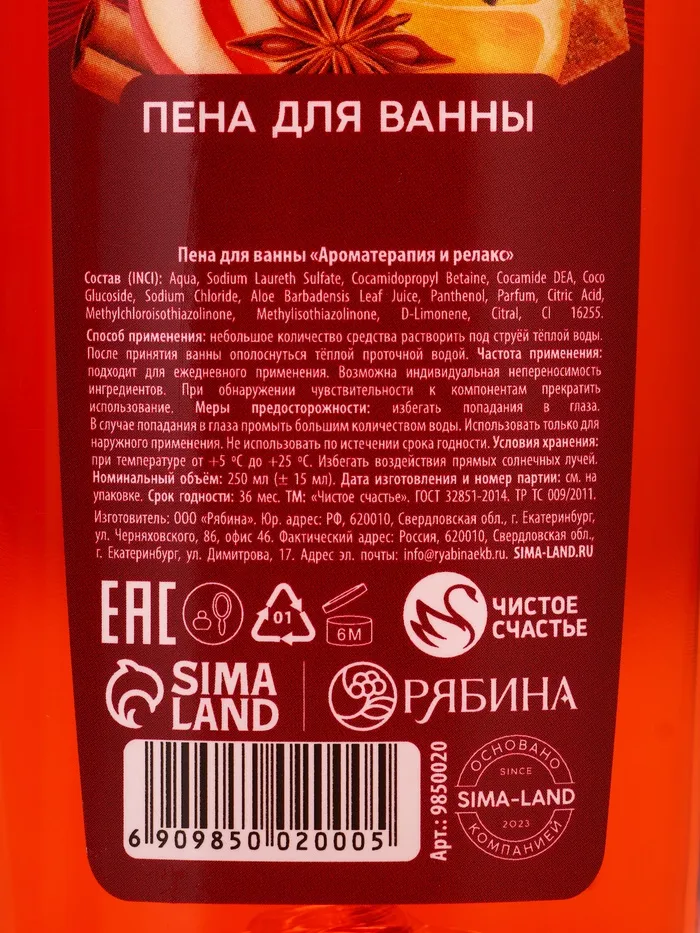 ПЕНА ДЛЯ ВАННЫ
Пена для ванны «Ароматерапия и релакс»
Состав (INCI): Aqua, Sodium Laureth Sulfate, Cocamidopropyl Betaine, Cocamide DEA, Coco
Glucoside, Sodium Chloride, Aloe Barbadensis Leaf Juice, Panthenol, Parfum, Citric Acid,
Methylchloroisothiazolinone, Methylisothiazolinone, D-Limonene, Citral, CI 16255.
Способ применения: небольшое количество средства растворить под струёй тёплой воды.
После принятия ванны ополоснуться тёплой проточной водой. Частота применения:
подходит для ежедневного применения. Возможна индивидуальная непереносимость
ингредиентов. При обнаружении чувствительности к компонентам прекратить
использование. Меры предосторожности: избегать попадания в глаза.
В случае попадания в глаза промыть большим количеством воды. Использовать только для
наружного применения. Не использовать по истечении срока годности. Условия хранения:
при температуре от +5 °C до +25 °C. Избегать воздействия прямых солнечных лучей.
Номинальный объём: 250 мл (± 15 мл). Дата изготовления и номер партии: см. на
упаковке. Срок годности: 36 мес. ТМ: «Чистое счастье». ГОСТ 32851-2014. ТР ТС 009/2011.
Изготовитель: ООО «Рябина». Юр. адрес: РФ, 620010, Свердловская обл., г. Екатеринбург,
ул. Черняховского, 86, офис 46. Фактический адрес: Россия, 620010, Свердловская обл.,
г. Екатеринбург, ул. Димитрова, 17. Адрес эл. почты: info@ryabinaekb.ru. SIMA-LAND.RU
EAC
01
6M
ЧИСТОЕ
СЧАСТЬЕ
SIMA
LAND
РЯБИНА
6 909850 020005
Арт.: 9850020
ОСНОВАНО
SINCE
SIMA-LAND
2023
КОМПАНИЕЙ